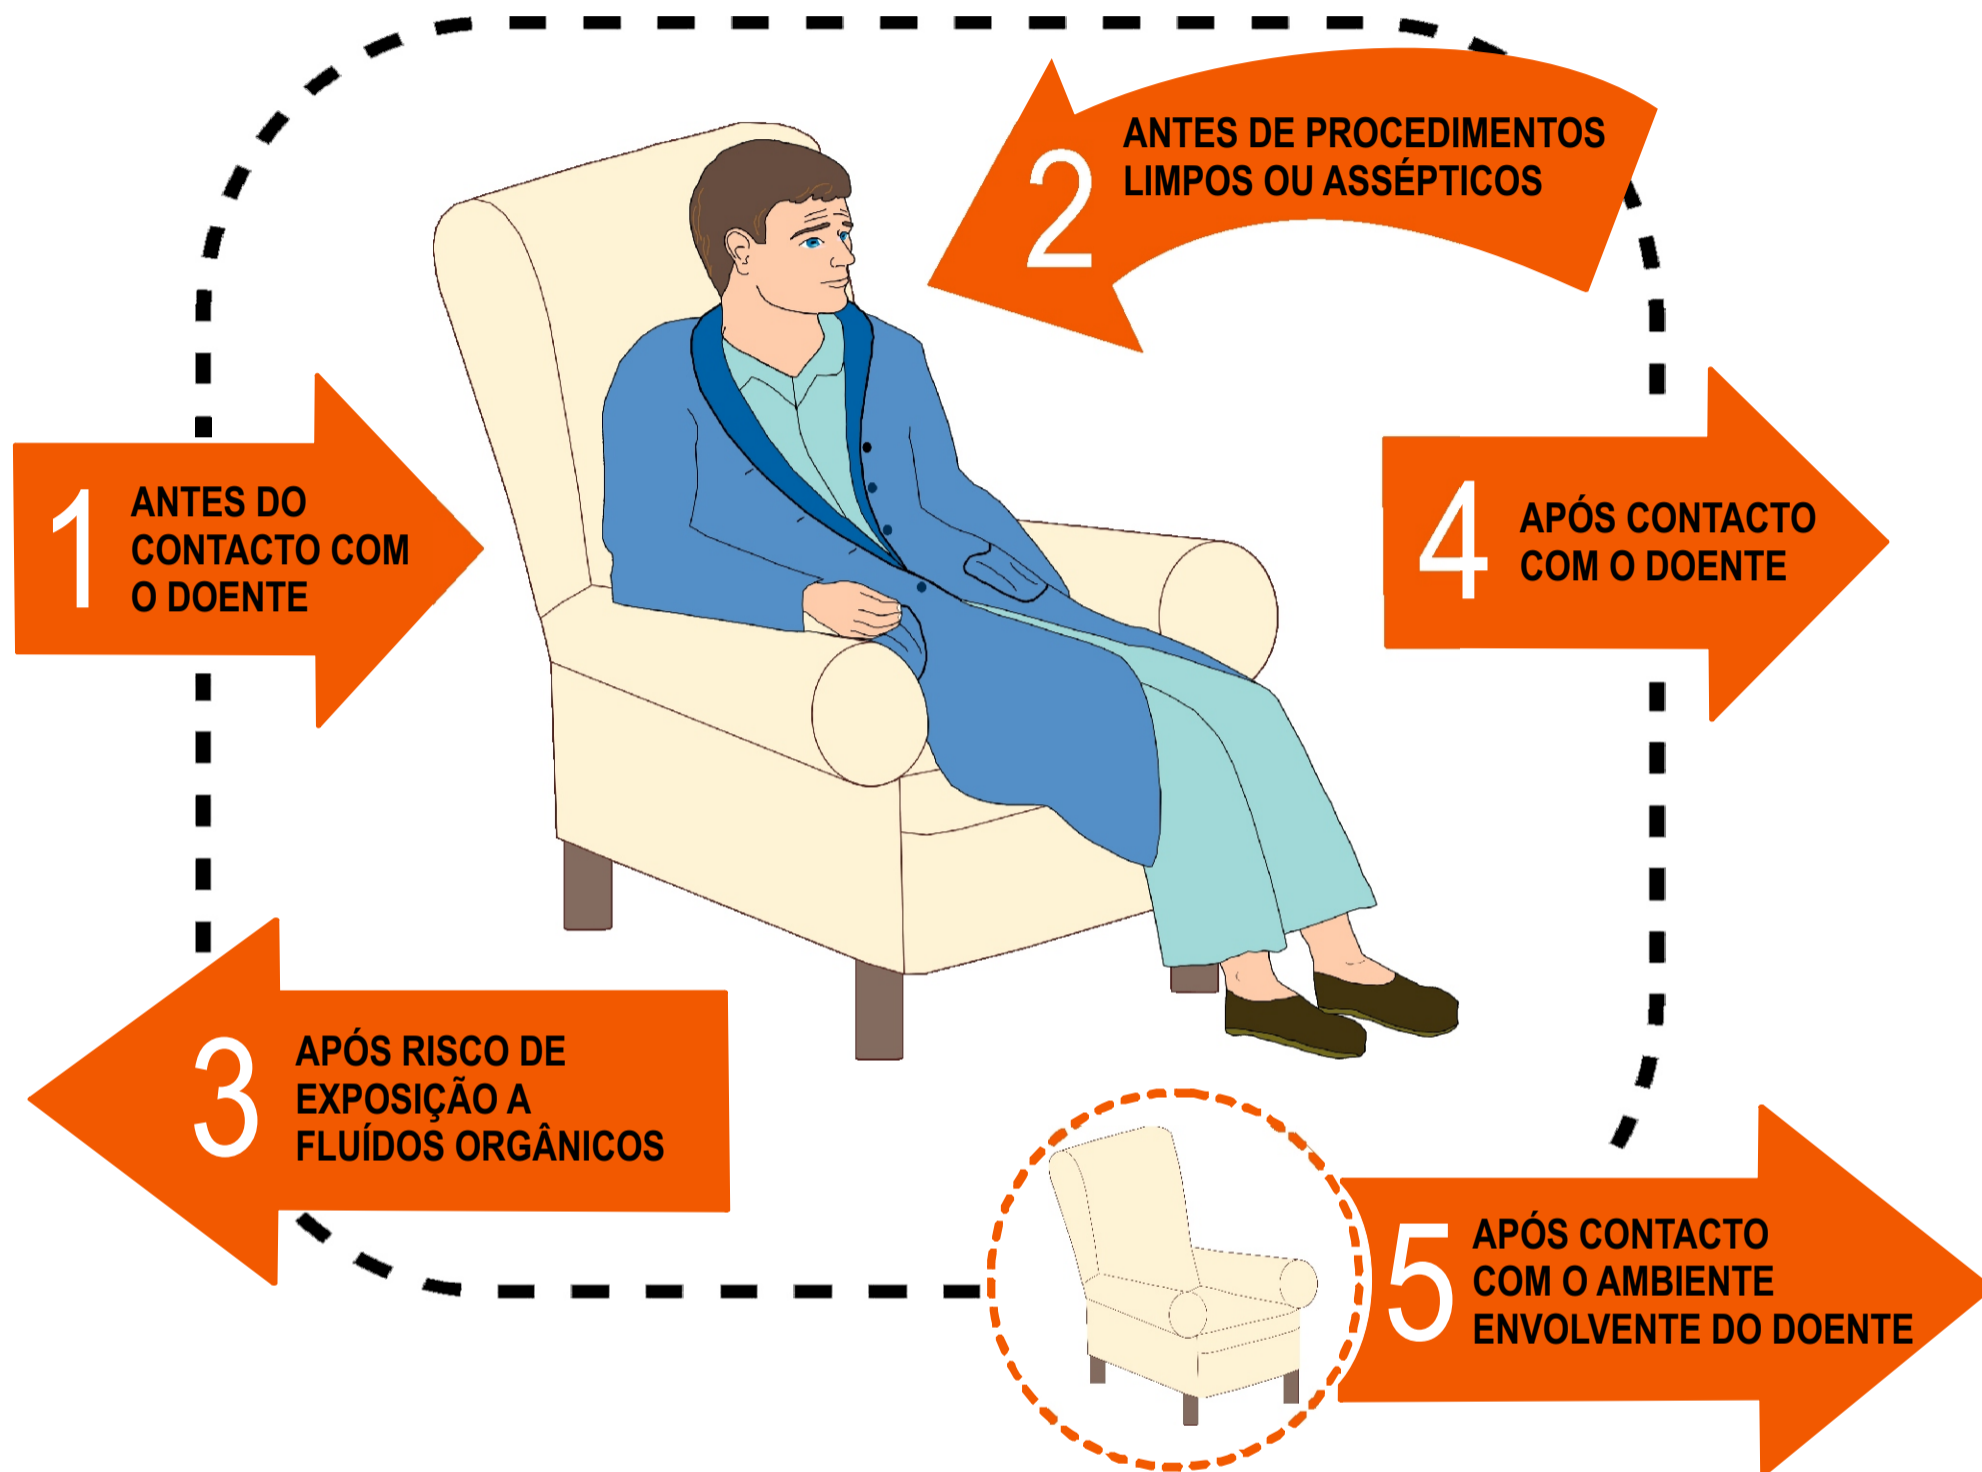 1
ANTES DO
CONTACTO COM
O DOENTE
2
ANTES DE PROCEDIMENTOS
LIMPOS OU ASSÉPTICOS
3
APÓS RISCO DE
EXPOSIÇÃO A
FLUÍDOS ORGÂNICOS
4
APÓS CONTACTO
COM O DOENTE
5
APÓS CONTACTO
COM O AMBIENTE
ENVOLVENTE DO DOENTE